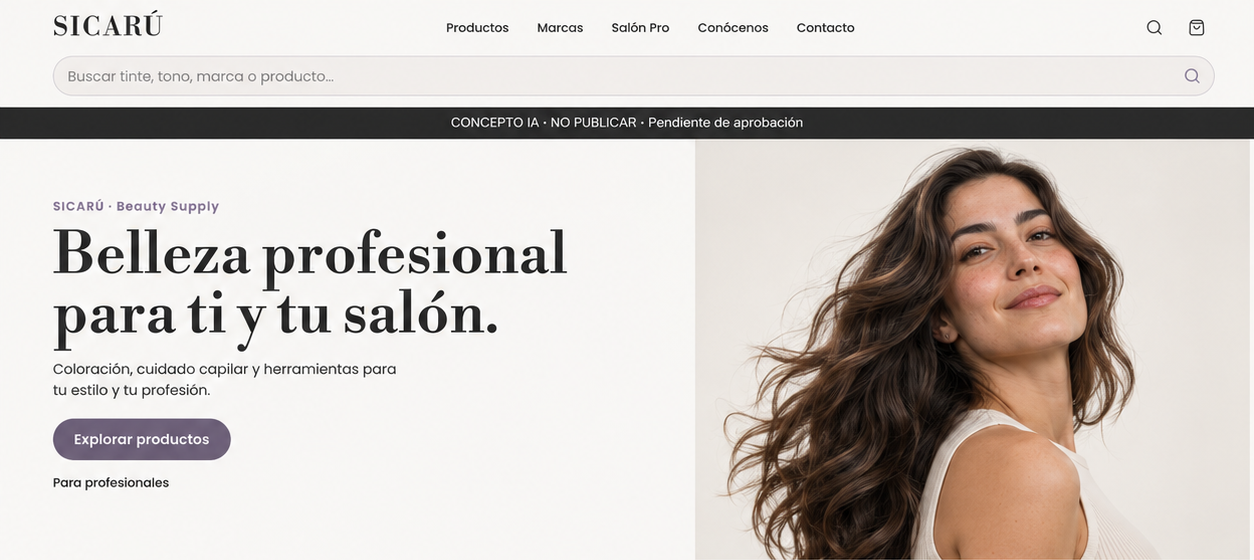 SICARÚ
Productos
Marcas
Salón Pro
Conócenos
Contacto
Buscar tinte, tono, marca o producto...
CONCEPTO IA • NO PUBLICAR • Pendiente de aprobación
SICARÚ · Beauty Supply
Belleza profesional
para ti y tu salón.
Coloración, cuidado capilar y herramientas para
tu estilo y tu profesión.
Explorar productos
Para profesionales